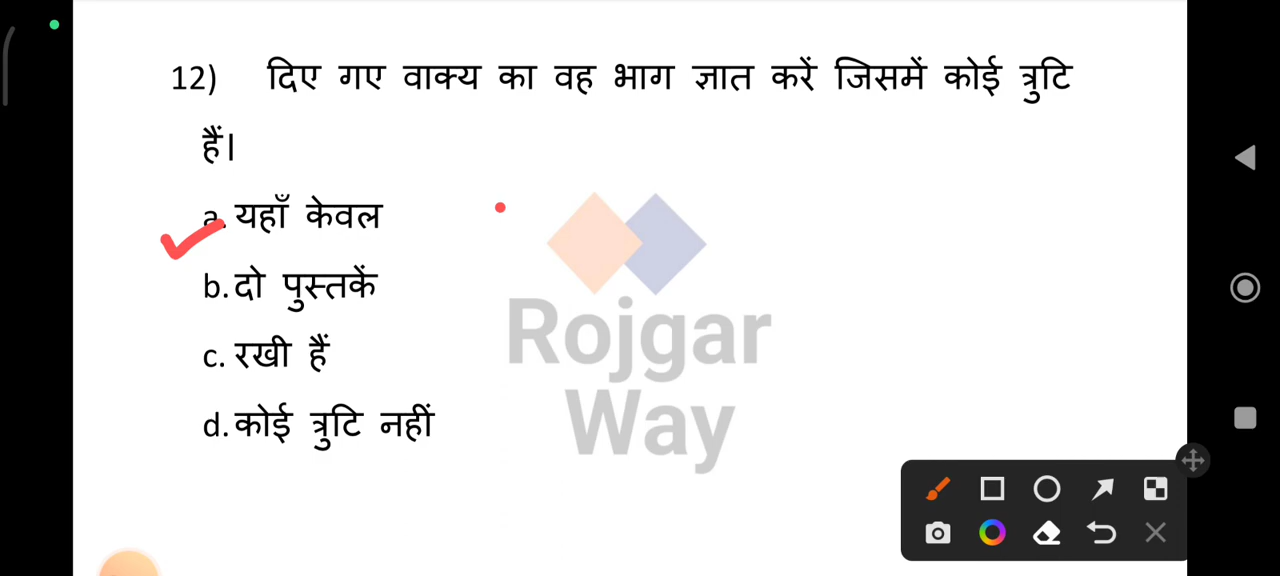 12) दिए गए वाक्य का वह भाग ज्ञात करें जिसमें कोई त्रुटि
हैं।
a. यहाँ केवल
b. दो पुस्तकें
c. रखी हैं
d. कोई त्रुटि नहीं
Rojgar
Way